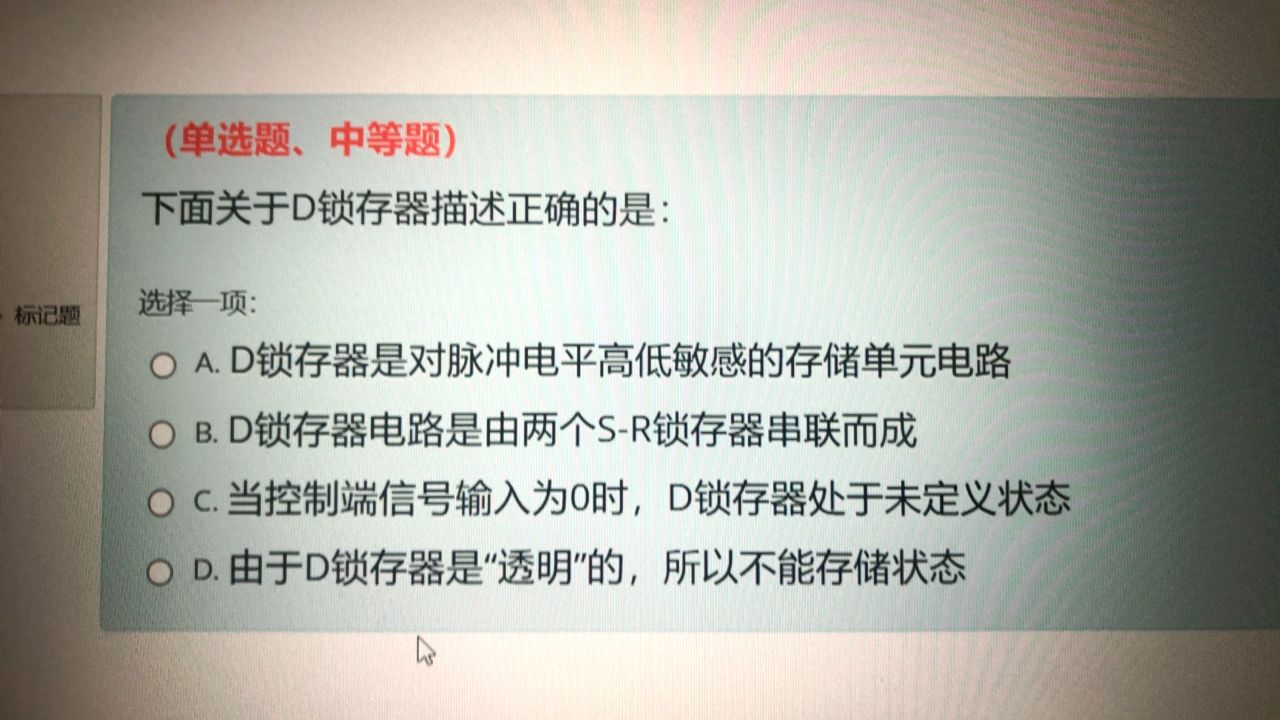 (单选题、中等题)
下面关于D锁存器描述正确的是：
选择一项：
标记题
A. D锁存器是对脉冲电平高低敏感的存储单元电路
B. D锁存器电路是由两个S-R锁存器串联而成
C. 当控制端信号输入为0时，D锁存器处于未定义状态
D. 由于D锁存器是“透明”的，所以不能存储状态